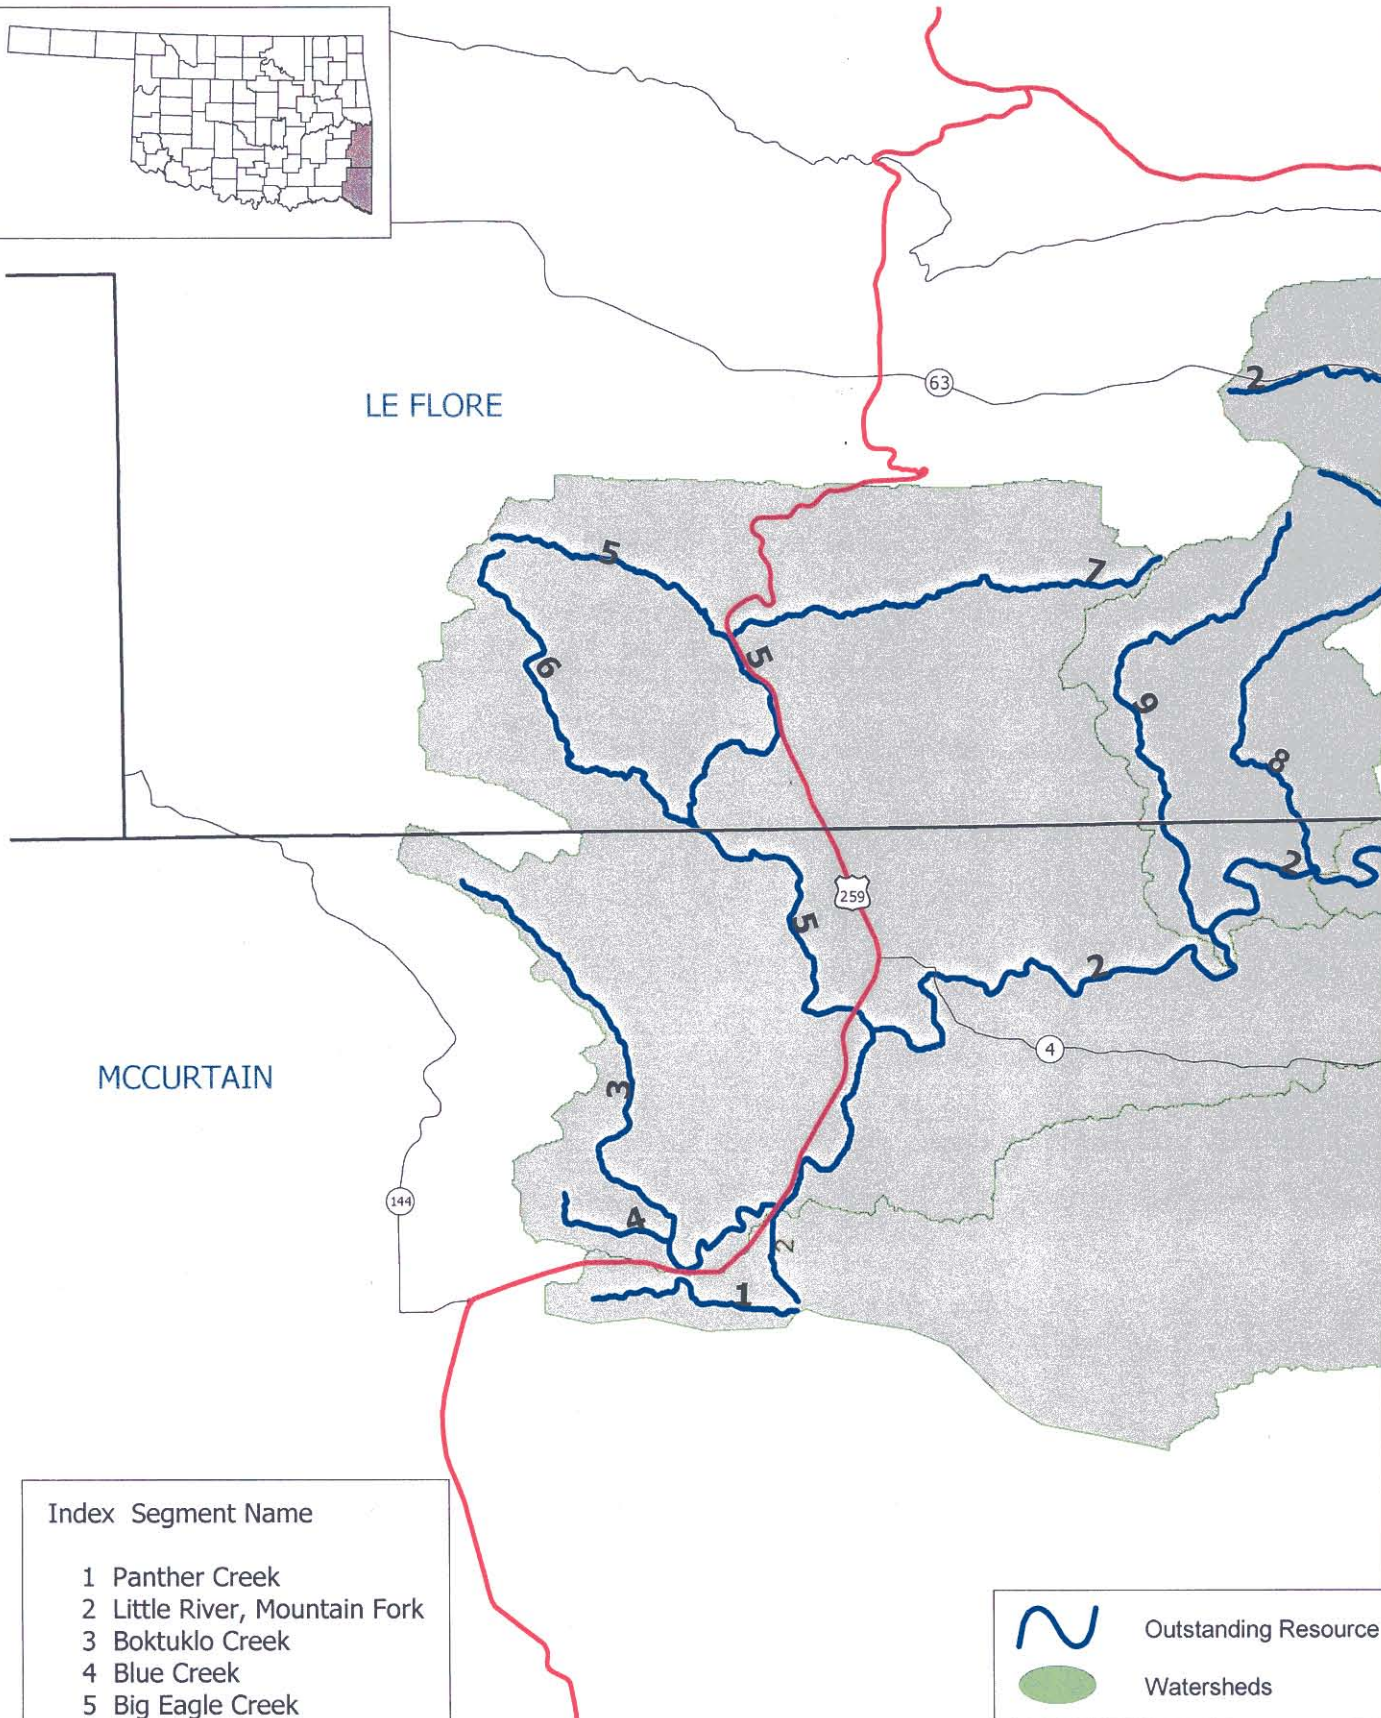 63
2
LE FLORE
5
7
5
6
9
8
2
259
5
2
4
MCCURTAIN
3
144
4
2
1
Index Segment Name
1 Panther Creek
2 Little River, Mountain Fork
3 Boktuklo Creek
4 Blue Creek
5 Big Eagle Creek
Outstanding Resource
Watersheds